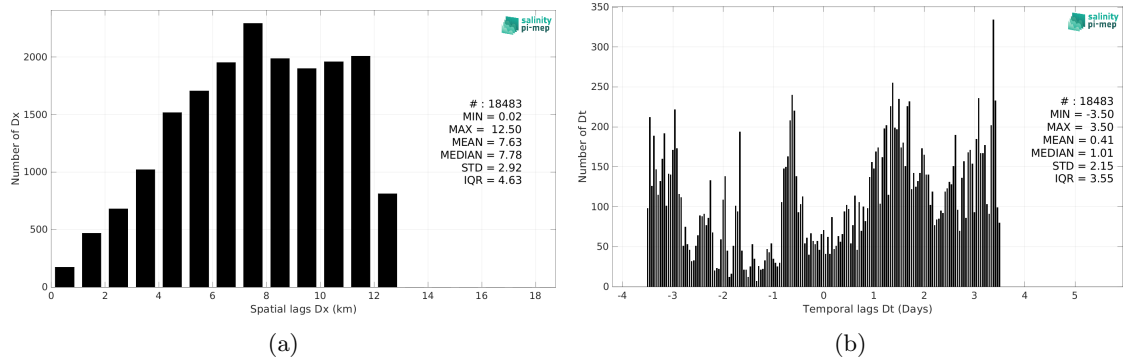 salinity
pi-mep
2000
1500
1000
500
0
Number of Dx
# : 18483
MIN = 0.02
MAX = 12.50
MEAN = 7.63
MEDIAN = 7.78
STD = 2.92
IQR = 4.63
0 2 4 6 8 10 12 14 16 18
Spatial lags Dx (km)
(a)
350
300
250
200
150
100
50
0
Number of Dt
salinity
pi-mep
# : 18483
MIN = -3.50
MAX = 3.50
MEAN = 0.41
MEDIAN = 1.01
STD = 2.15
IQR = 3.55
-4 -3 -2 -1 0 1 2 3 4 5
Temporal lags Dt (Days)
(b)